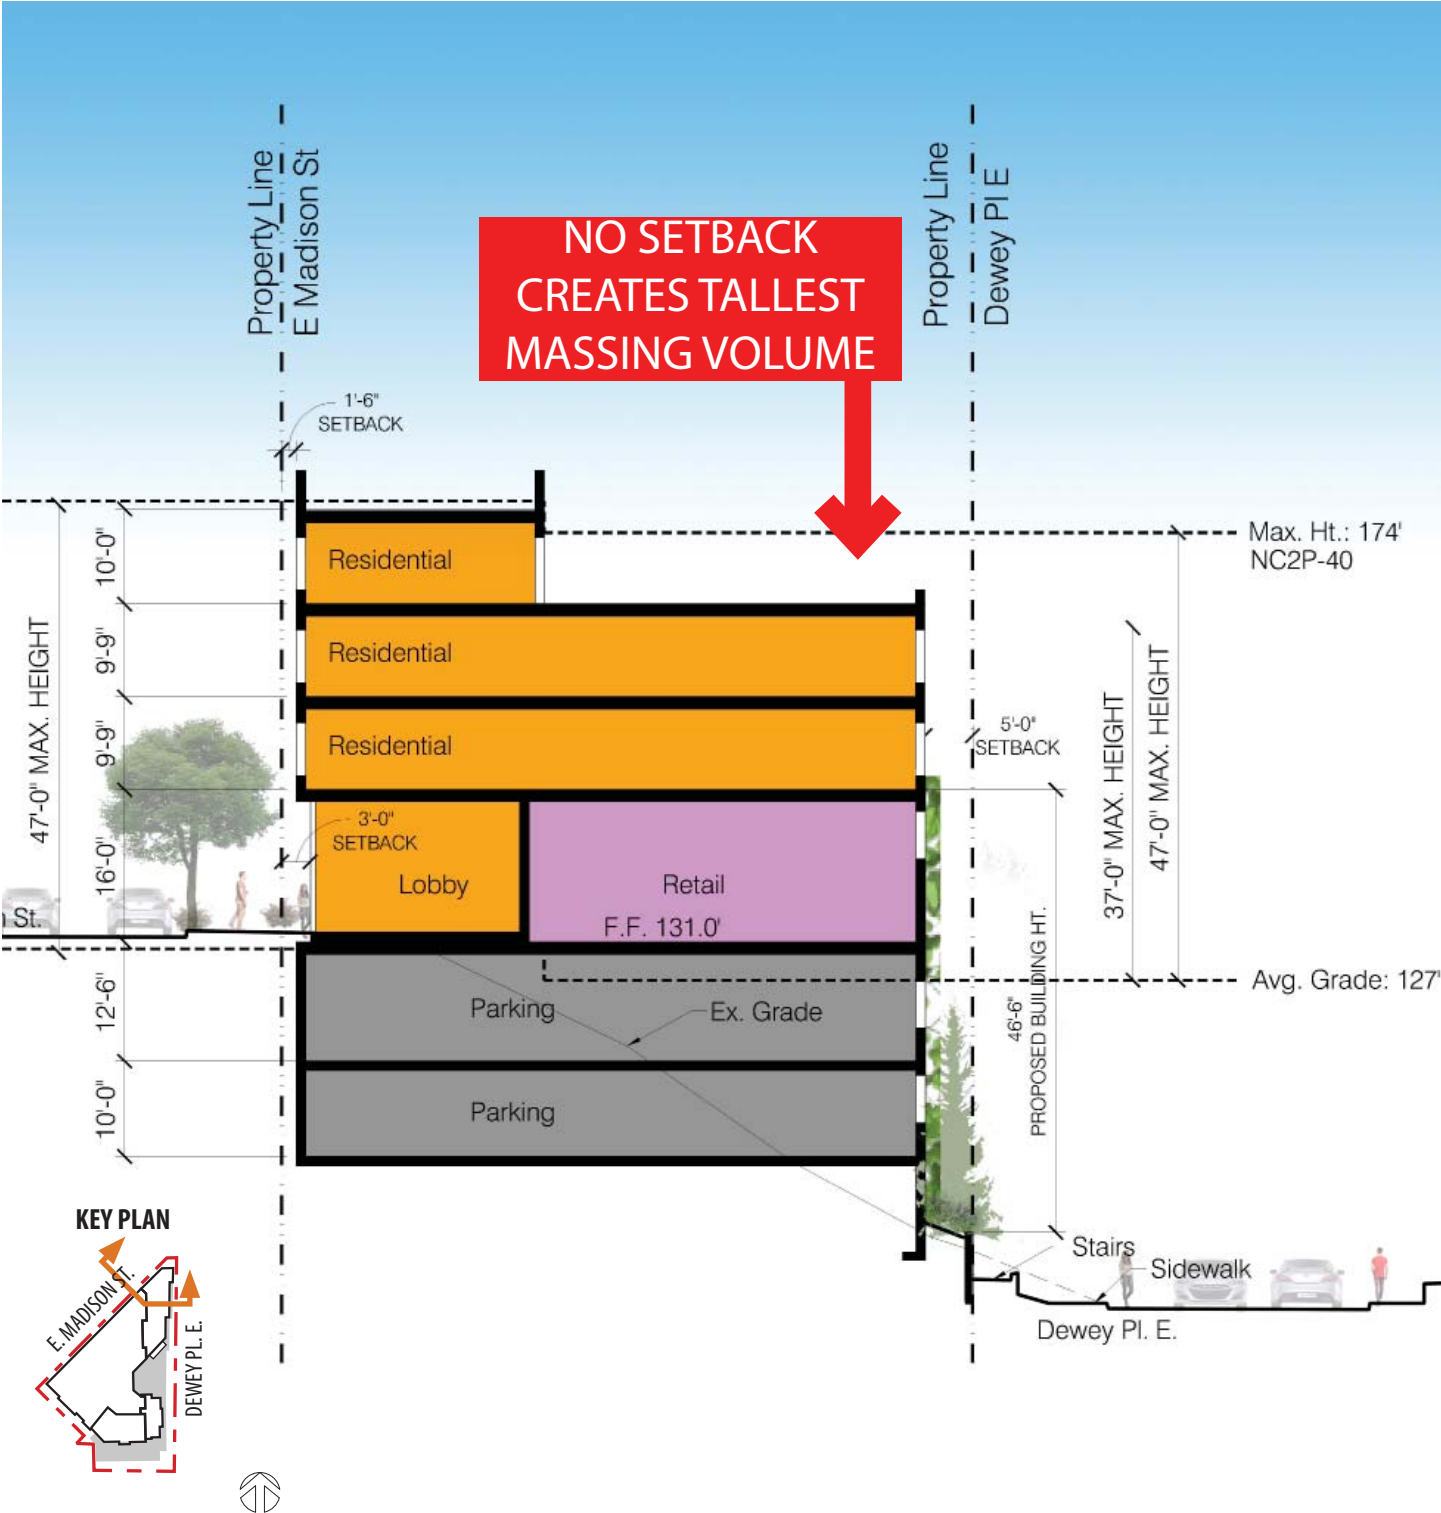 Property Line
E Madison St
Property Line
Dewey Pl E
NO SETBACK
CREATES TALLEST
MASSING VOLUME
1'-6"
SETBACK
Max. Ht.: 174'
NC2P-40
10'-0"
Residential
9'-9"
Residential
47'-0" MAX. HEIGHT
9'-9"
Residential
5'-0"
SETBACK
37'-0" MAX. HEIGHT
47'-0" MAX. HEIGHT
3'-0"
SETBACK
16'-0"
Lobby
Retail
F.F. 131.0'
St.
Avg. Grade: 127'
12'-6"
Parking
Ex. Grade
46'-6"
PROPOSED BUILDING HT.
10'-0"
Parking
KEY PLAN
E. MADISON ST.
DEWEY PL. E.
Stairs
Sidewalk
Dewey Pl. E.